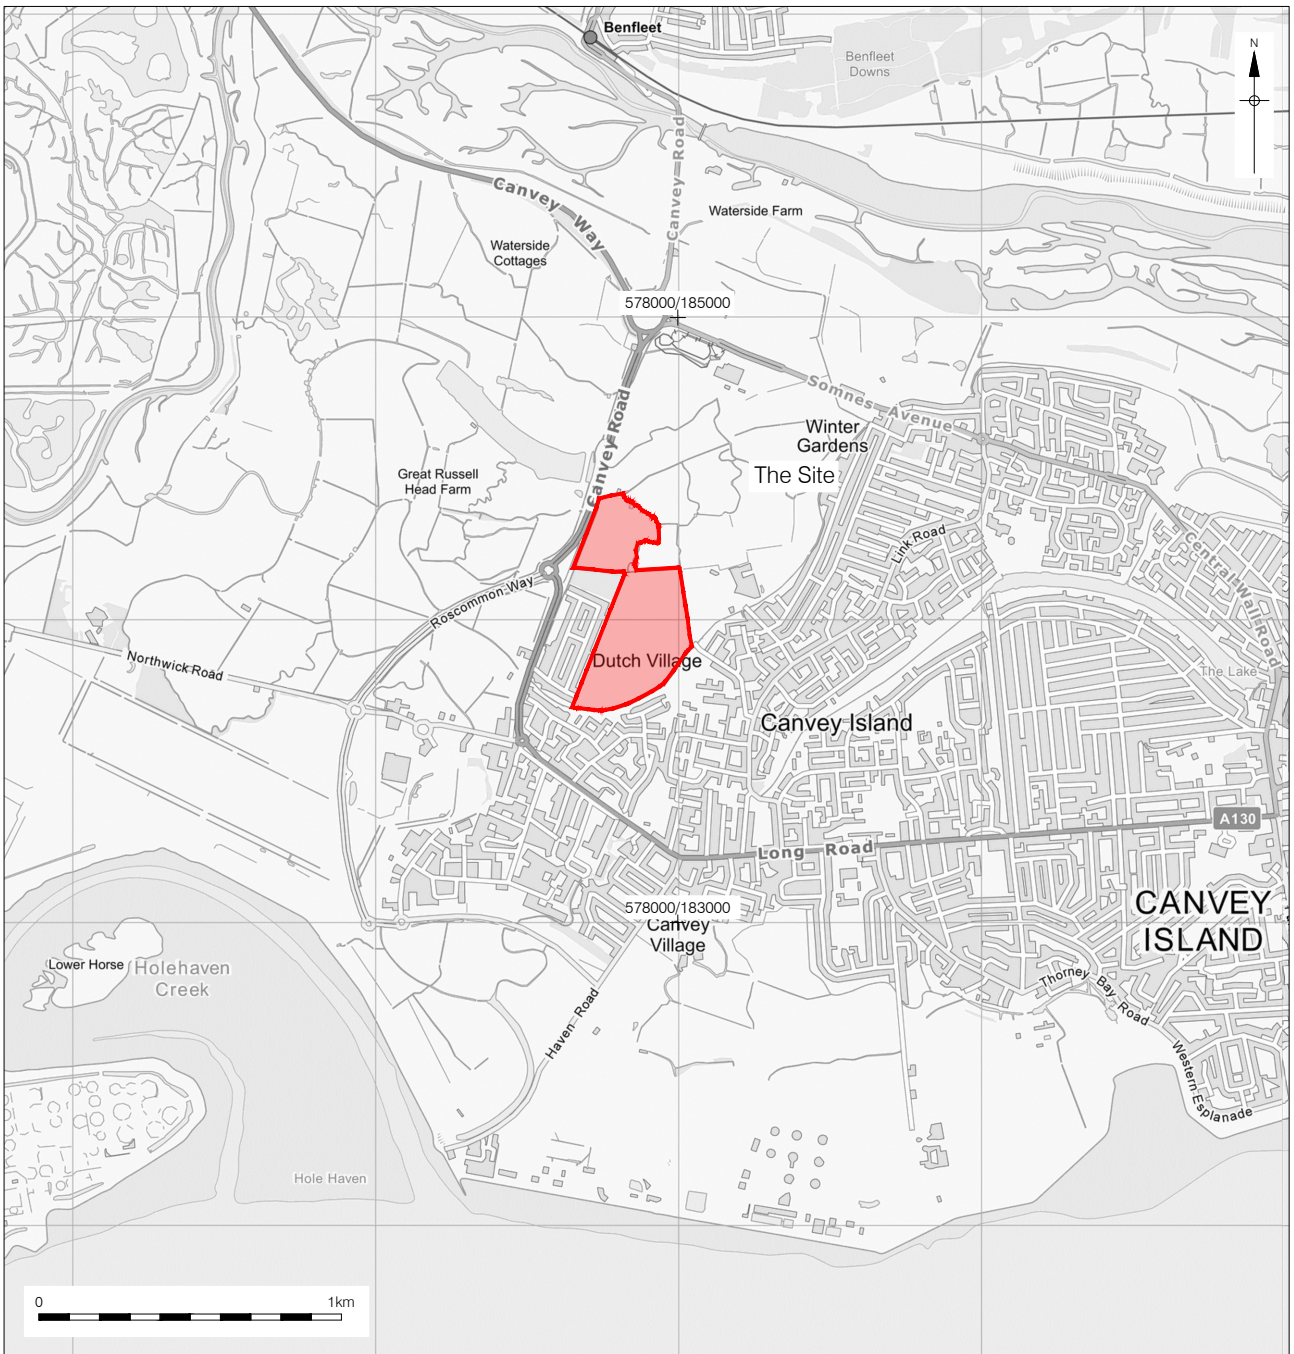 Benfleet
Benfleet
Downs
N
Canvey Road
Canvey Way
Waterside Farm
Waterside
Cottages
578000/185000
Canvey Road
Somnes Avenue
Winter
Gardens
The Site
Great Russell
Head Farm
Link Road
Central Wall Road
Roscommon Way
Northwick Road
Dutch Village
The Lake
Canvey Island
A130
Long Road
578000/183000
Canvey
Village
CANVEY
ISLAND
Lower Horse
Holehaven
Creek
Thorney Bay Road
Haven Road
Western Esplanade
Hole Haven
0
1km